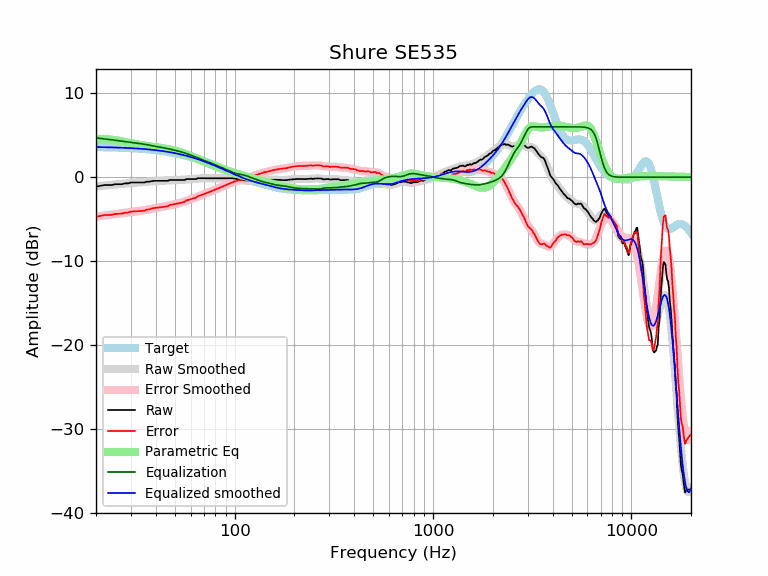 Shure SE535
10
0
−10
−20
−30
−40
Amplitude (dBr)
Target
Raw Smoothed
Error Smoothed
Raw
Error
Parametric Eq
Equalization
Equalized smoothed
100
1000
10000
Frequency (Hz)